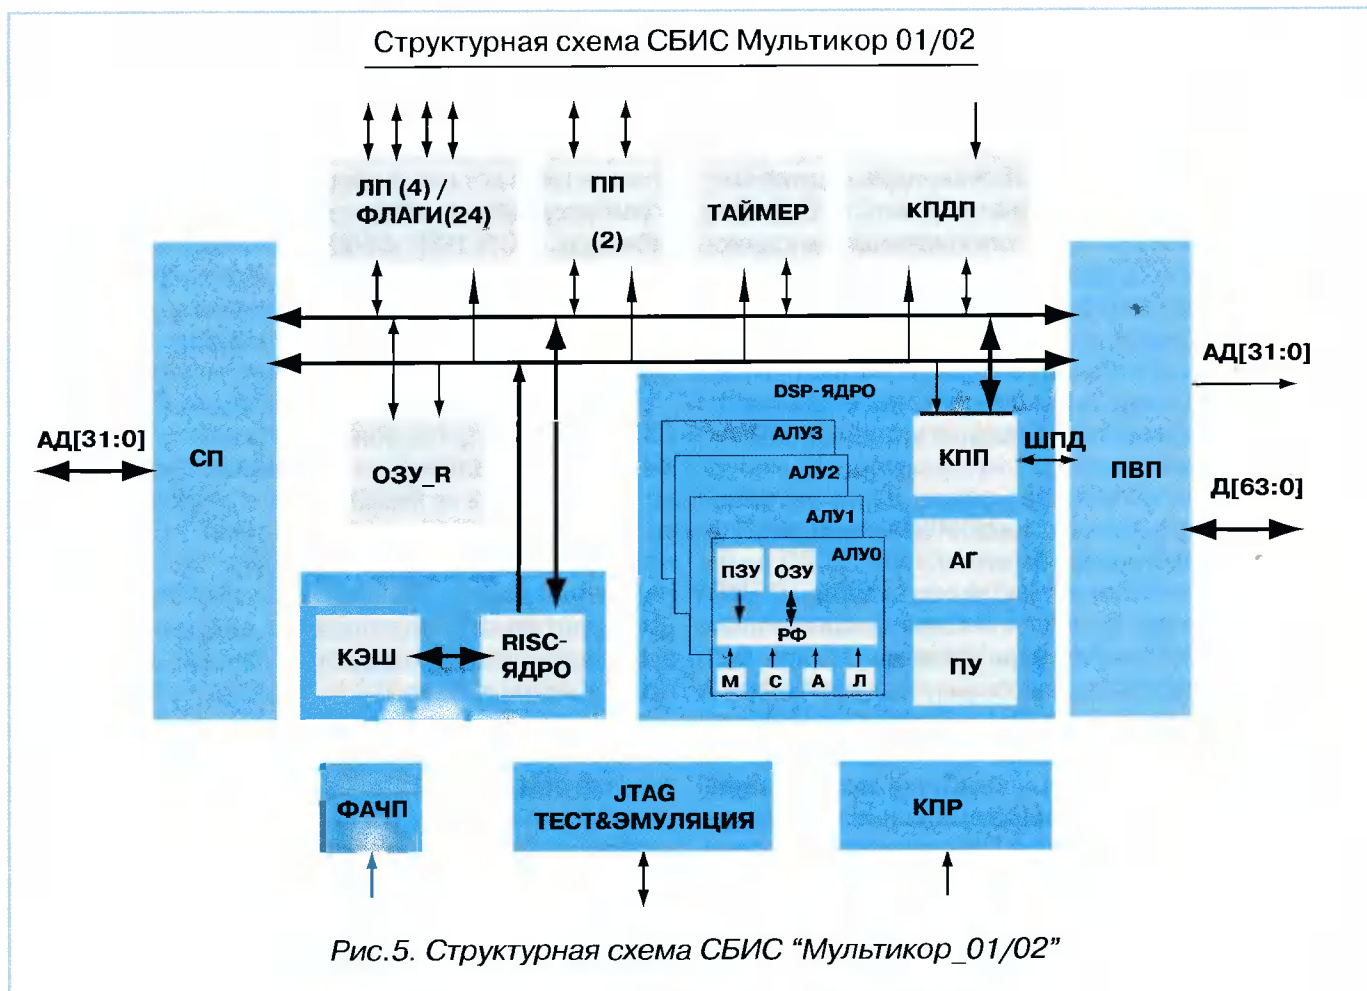 Структурная схема СБИС Мультикор 01/02
ЛП (4) /
ФЛАГИ(24)
ПП
(2)
ТАЙМЕР
КПДП
АД[31:0]
СП
ОЗУ_R
КЭШ
RISC-
ЯДРО
DSP-ЯДРО
АЛУ3
АЛУ2
АЛУ1
АЛУ0
ПЗУ
ОЗУ
РФ
М
С
А
Л
КПП
АГ
ПУ
ШПД
ПВП
АД[31:0]
Д[63:0]
ФАЧП
JTAG
ТЕСТ&ЭМУЛЯЦИЯ
КПР
Рис.5. Структурная схема СБИС “Мультикор_01/02”